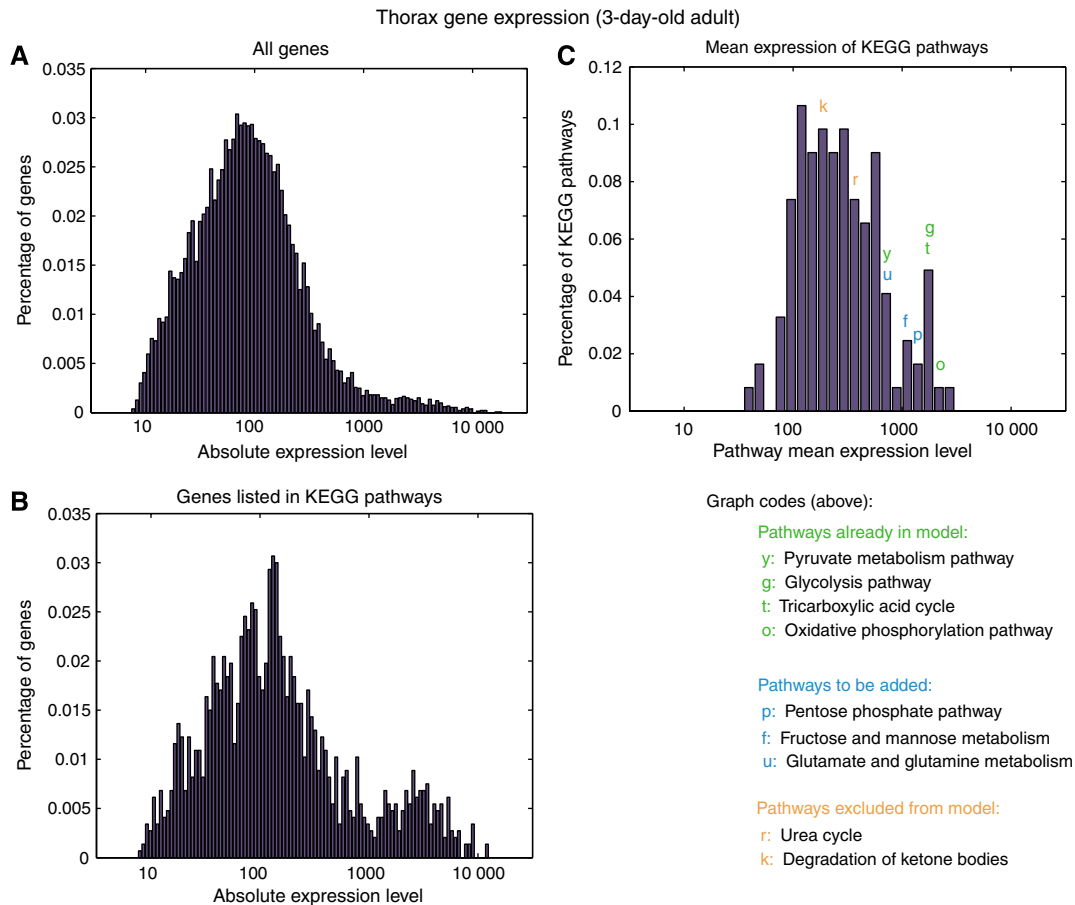 Thorax gene expression (3-day-old adult)
A
All genes
0.035
0.03
0.025
0.02
0.015
0.01
0.005
0
Percentage of genes
10
100
1000
10 000
Absolute expression level
B
Genes listed in KEGG pathways
0.035
0.03
0.025
0.02
0.015
0.01
0.005
0
Percentage of genes
10
100
1000
10 000
Absolute expression level
C
Mean expression of KEGG pathways
0.12
0.1
0.08
0.06
0.04
0.02
0
Percentage of KEGG pathways
k
r
g
t
y
u
f
p
o
10
100
1000
10 000
Pathway mean expression level
Graph codes (above):
Pathways already in model:
y: Pyruvate metabolism pathway
g: Glycolysis pathway
t: Tricarboxylic acid cycle
o: Oxidative phosphorylation pathway
Pathways to be added:
p: Pentose phosphate pathway
f: Fructose and mannose metabolism
u: Glutamate and glutamine metabolism
Pathways excluded from model:
r: Urea cycle
k: Degradation of ketone bodies